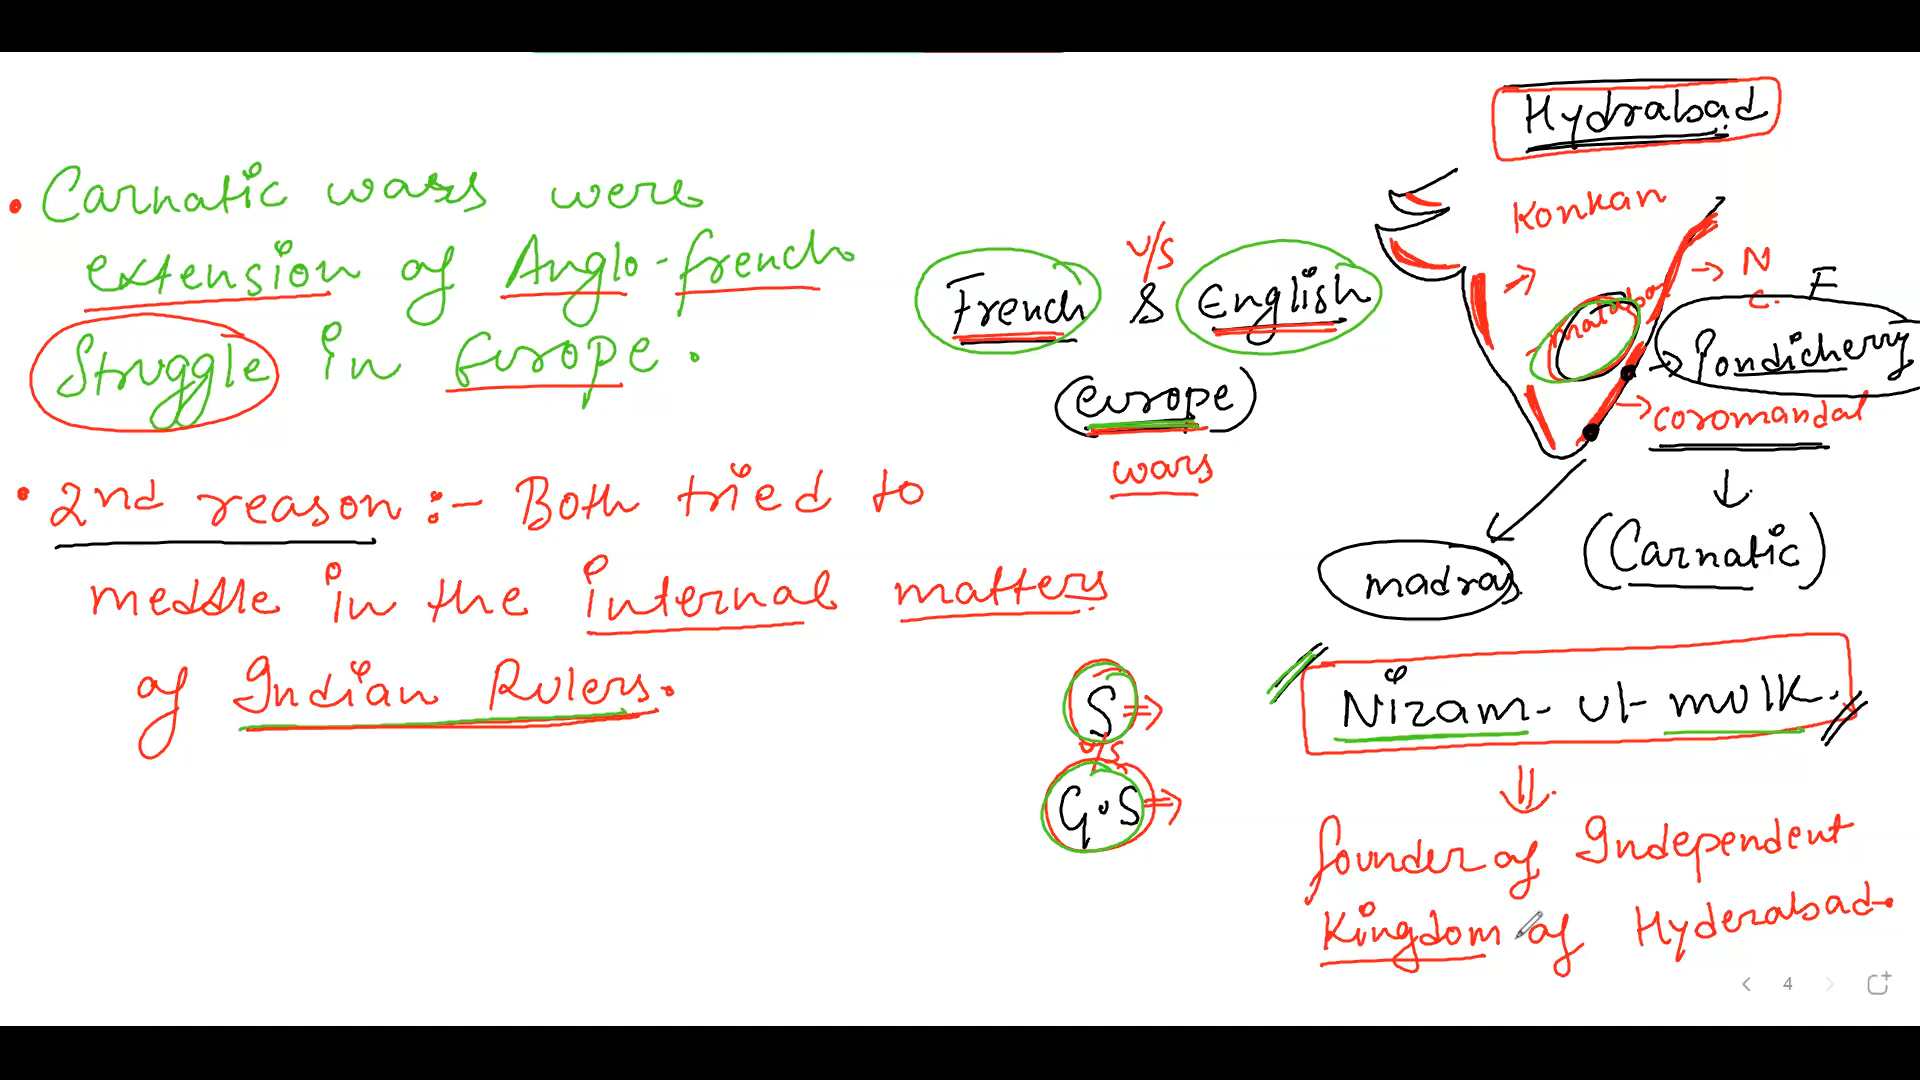 • Carnatic wars were
extension of Anglo-french
Struggle in Europe.
• 2nd reason :- Both tried to
meddle in the internal matters
of Indian Rulers.
French v/s & English
(europe)
wars
S
v/s
G.S
Hydrabad
Konkan
N
C.
F
Pondicherry
coromandal
(Carnatic)
madras
Nizam-ul-mulk.
founder of Independent
Kingdom of Hyderabad.
4